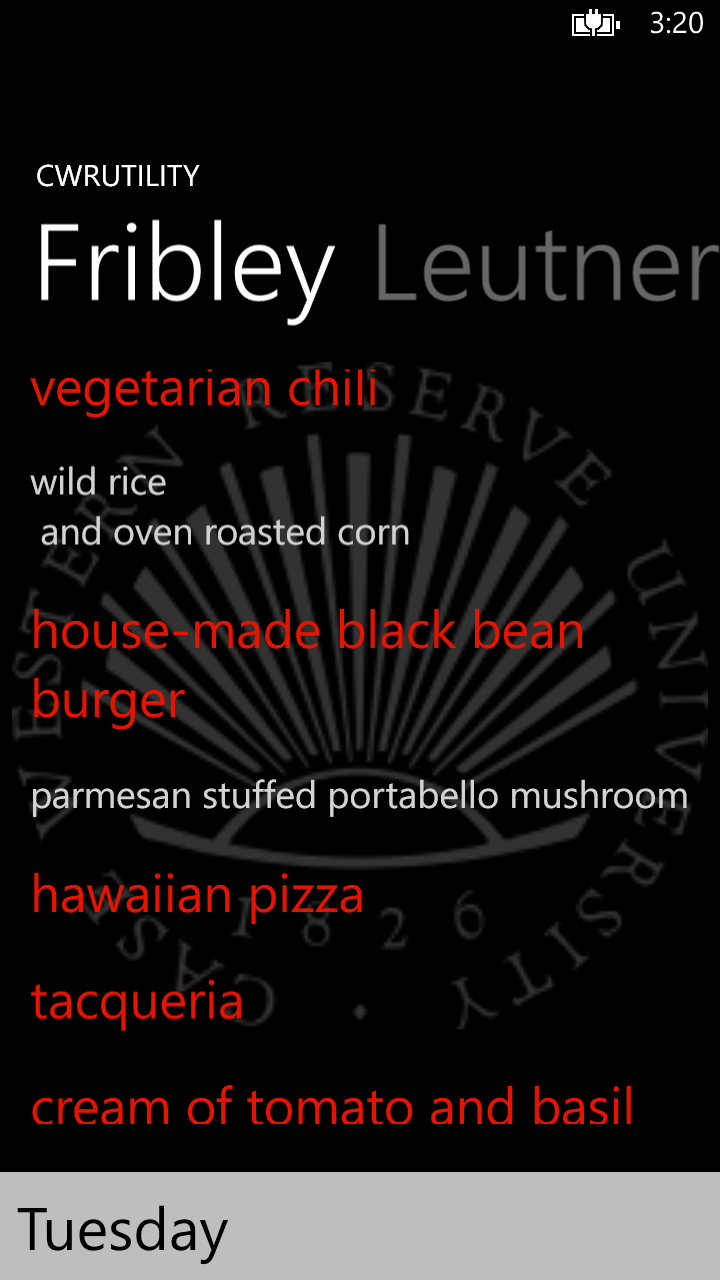 3:20
CWRUTILITY
Fribley Leutner
vegetarian chili
wild rice
and oven roasted corn
house-made black bean
burger
parmesan stuffed portabello mushroom
hawaiian pizza
tacqueria
cream of tomato and basil
Tuesday
CASE WESTERN RESERVE UNIVERSITY
1826